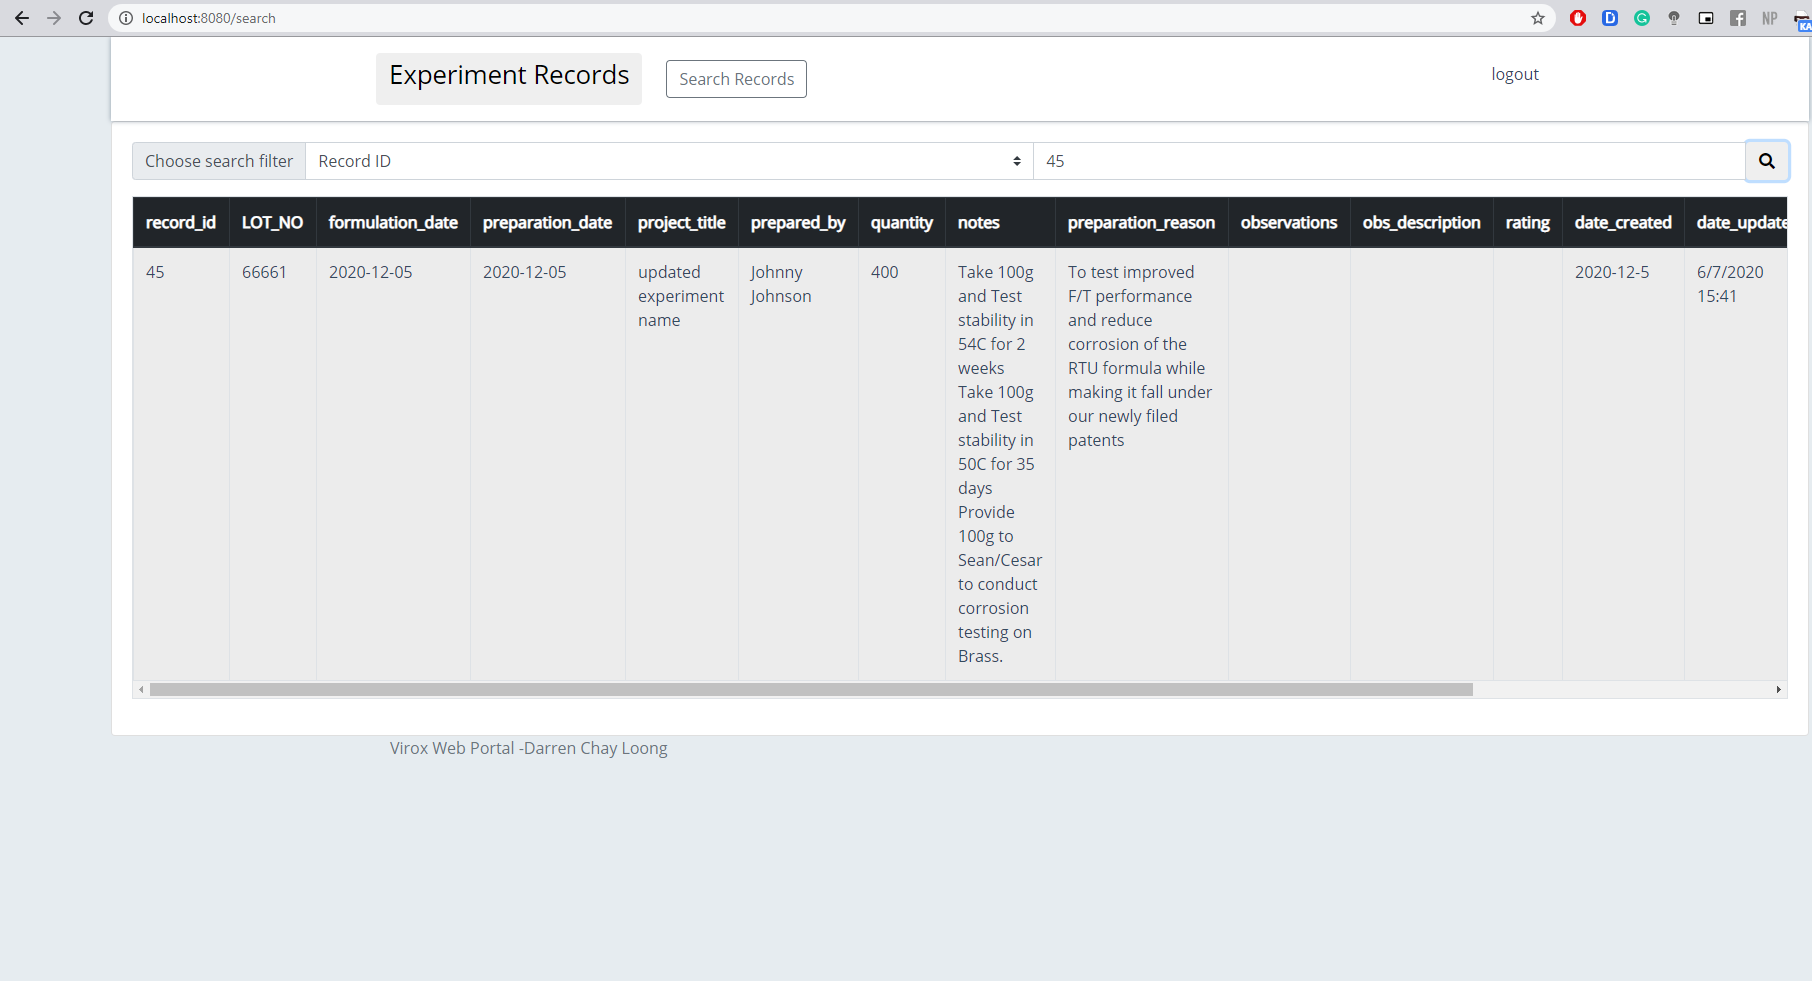 localhost:8080/search
NP
KA
Experiment Records
Search Records
logout
Choose search filter
Record ID
45
record_id LOT_NO formulation_date preparation_date project_title prepared_by quantity notes preparation_reason observations obs_description rating date_created date_update
45
66661
2020-12-05
2020-12-05
updated
experiment
name
Johnny
Johnson
400
Take 100g
and Test
stability in
54C for 2
weeks
Take 100g
and Test
stability in
50C for 35
days
Provide
100g to
Sean/Cesar
to conduct
corrosion
testing on
Brass.
To test improved
F/T performance
and reduce
corrosion of the
RTU formula while
making it fall under
our newly filed
patents
2020-12-5
6/7/2020
15:41
Virox Web Portal -Darren Chay Loong